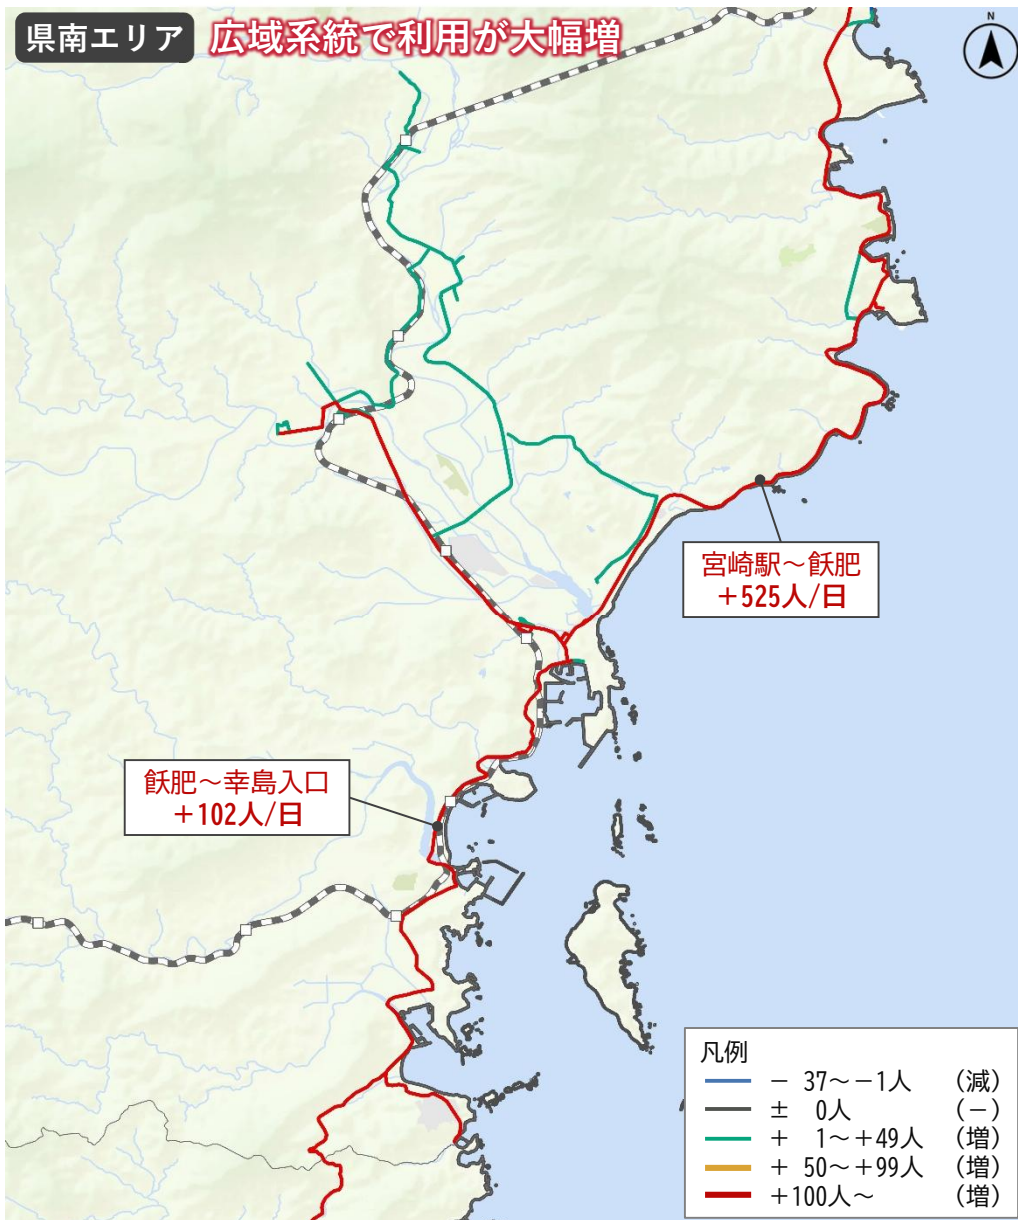 県南エリア 広域系統で利用が大幅増
N
宮崎駅～飫肥
＋525人/日
飫肥～幸島入口
＋102人/日
凡例
－ 37～－1人 （減）
± 0人 （－）
＋ 1～＋49人 （増）
＋ 50～＋99人 （増）
＋100人～ （増）